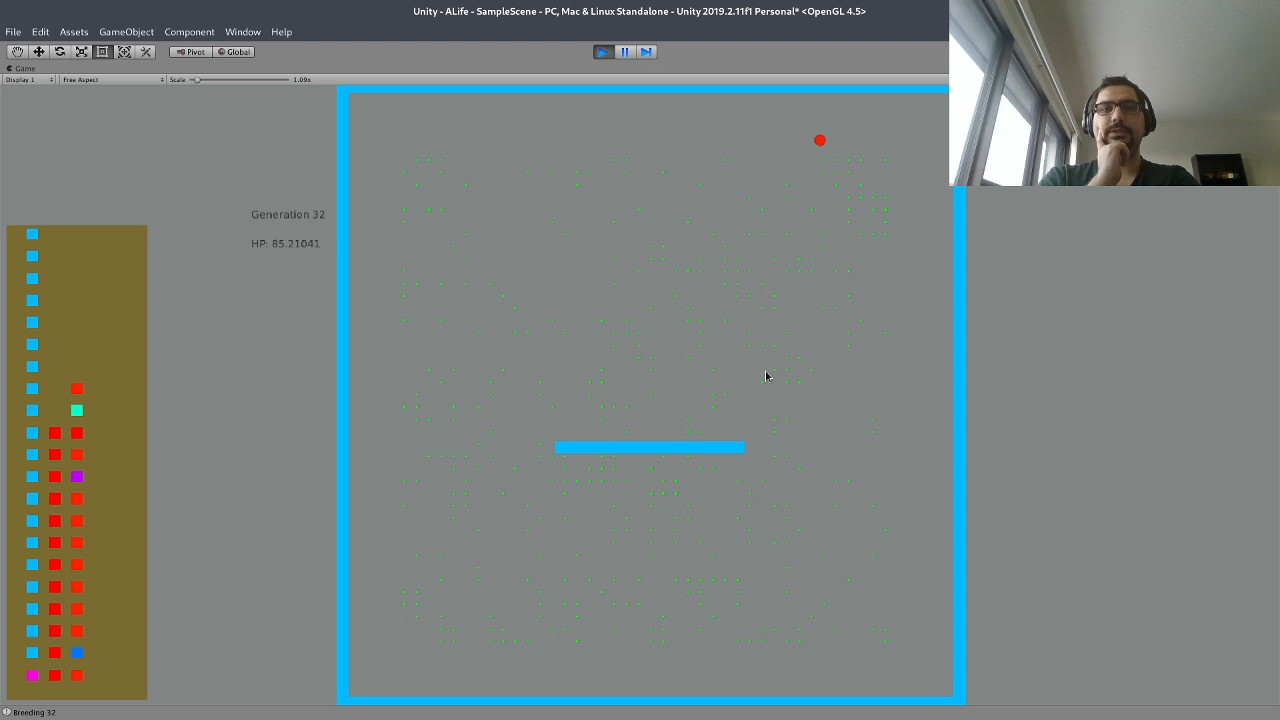 Unity - ALife - SampleScene - PC, Mac & Linux Standalone - Unity 2019.2.11f1 Personal* <OpenGL 4.5>
File Edit Assets GameObject Component Window Help
Pivot Global
Game
Display 1 Free Aspect Scale 1.09x
Generation 32
HP: 85.21041
Breeding 32